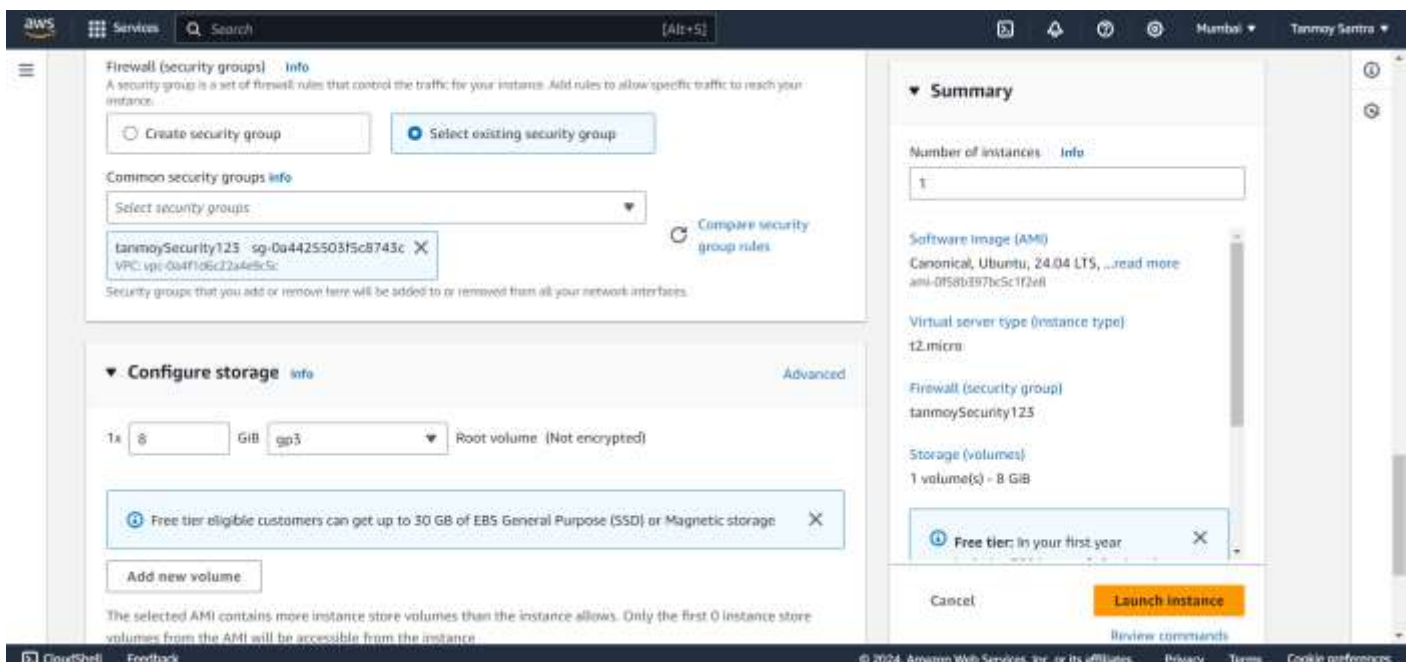 aws Services Search [Alt+S] Mumbai Tanmoy Santra
Firewall (security groups) Info
A security group is a set of firewall rules that control the traffic for your instance. Add rules to allow specific traffic to reach your
instance.
Create security group
Select existing security group
Common security groups Info
Select security groups
tanmoySecurity123 sg-0a4425503f5c8743c
VPC:
Compare security
group rules
Security groups that you add or remove here will be added to or removed from all your network interfaces.
Configure storage Info
Advanced
1x 8 GiB gp3 Root volume (Not encrypted)
Free tier eligible customers can get up to 30 GB of EBS General Purpose (SSD) or Magnetic storage
Add new volume
The selected AMI contains more instance store volumes than the instance allows. Only the first 0 instance store
volumes from the AMI will be accessible from the instance
Summary
Number of instances Info
1
Software Image (AMI)
Canonical, Ubuntu, 24.04 LTS, ...read more
Virtual server type (instance type)
t2.micro
Firewall (security group)
tanmoySecurity123
Storage (volumes)
1 volume(s) - 8 GiB
Free tier: In your first year
Cancel
Launch instance
Review commands
CloudShell Feedback
© 2024, Amazon Web Services, Inc. or its affiliates. Privacy Terms Cookie preferences